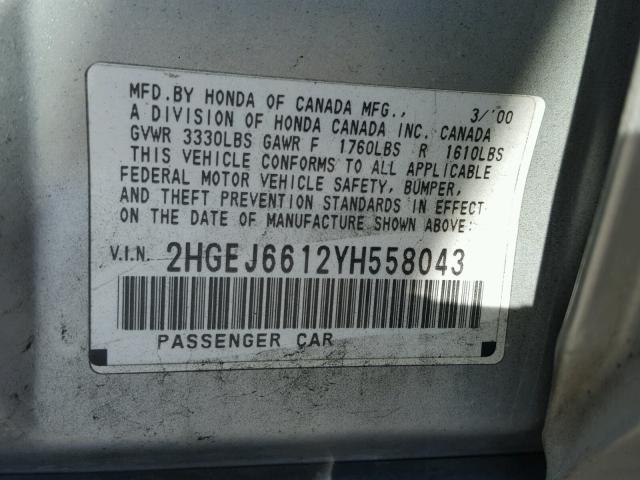 MFD.BY HONDA OF CANADA MFG., 3/'00
A DIVISION OF HONDA CANADA INC. CANADA
GVWR 3330LBS GAWR F 1760LBS R 1610LBS
THIS VEHICLE CONFORMS TO ALL APPLICABLE
FEDERAL MOTOR VEHICLE SAFETY, BUMPER,
AND THEFT PREVENTION STANDARDS IN EFFECT
ON THE DATE OF MANUFACTURE SHOWN ABOVE:
V.I.N. 2HGEJ6612YH558043
PASSENGER CAR